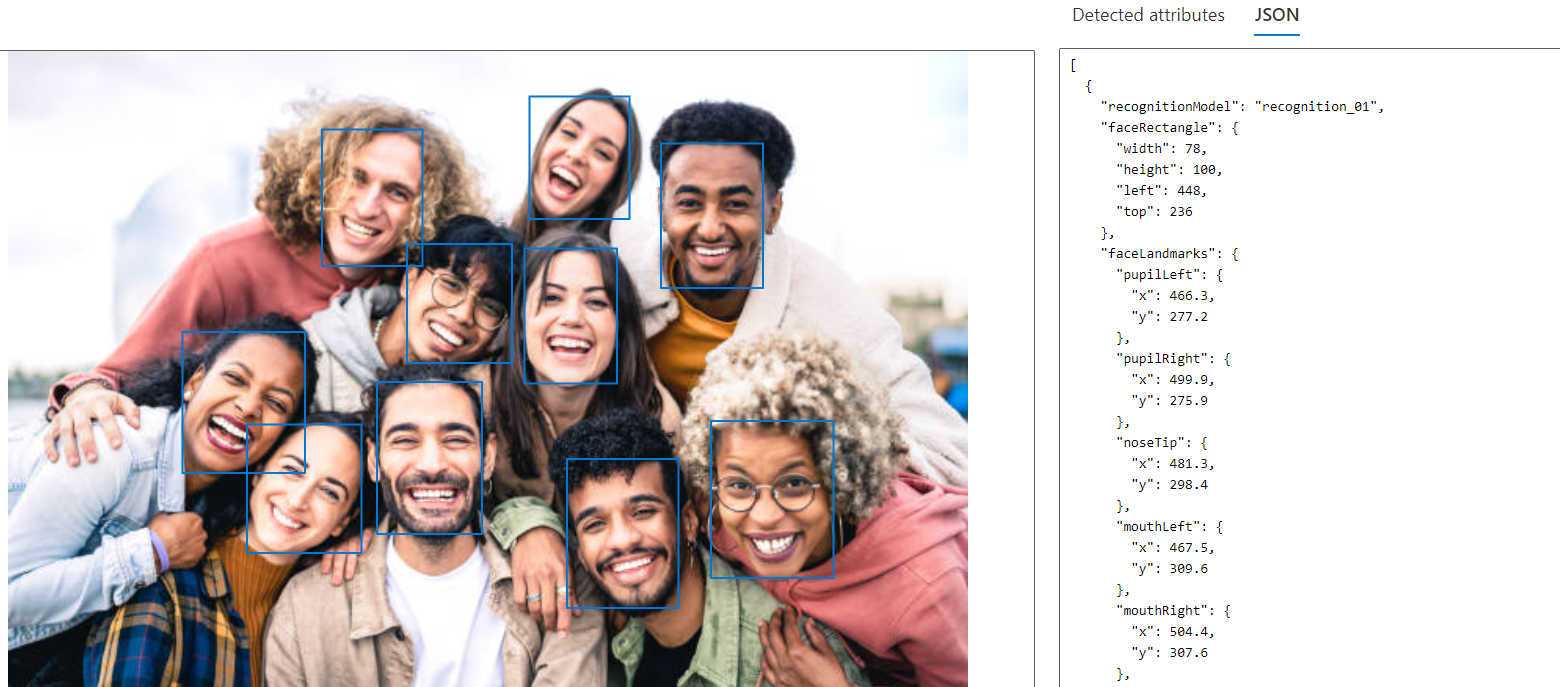 Detected attributes JSON
[
{
"recognitionModel": "recognition_01",
"faceRectangle": {
"width": 78,
"height": 100,
"left": 448,
"top": 236
},
"faceLandmarks": {
"pupilLeft": {
"x": 466.3,
"y": 277.2
},
"pupilRight": {
"x": 499.9,
"y": 275.9
},
"noseTip": {
"x": 481.3,
"y": 298.4
},
"mouthLeft": {
"x": 467.5,
"y": 309.6
},
"mouthRight": {
"x": 504.4,
"y": 307.6
},